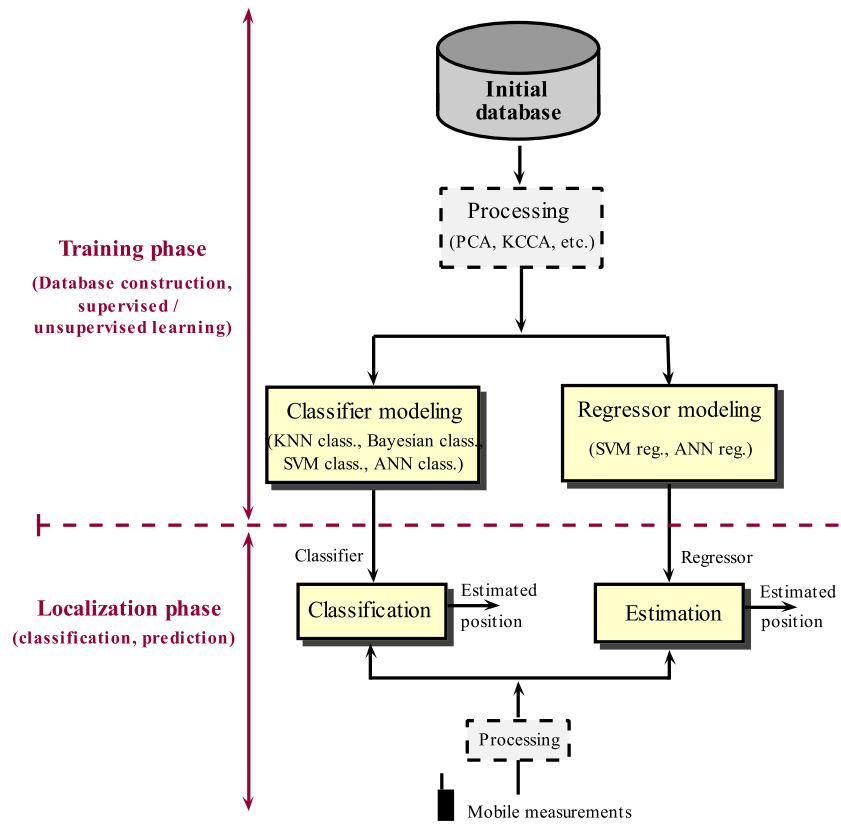 Initial
database
Processing
(PCA, KCCA, etc.)
Training phase
(Database construction,
supervised /
unsupervised learning)
Classifier modeling
(KNN class., Bayesian class.,
SVM class., ANN class.)
Regressor modeling
(SVM reg., ANN reg.)
Classifier
Regressor
Localization phase
(classification, prediction)
Classification
Estimated
position
Estimation
Estimated
position
Processing
Mobile measurements